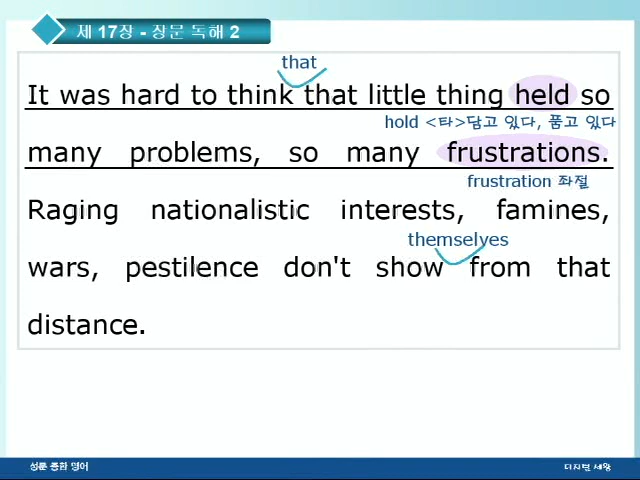 제 17장 - 장문 독해 2
that
It was hard to think that little thing held so
hold <타>담고 있다, 품고 있다
many problems, so many frustrations.
frustration 좌절
Raging nationalistic interests, famines,
themselves
wars, pestilence don't show from that
distance.
성문 종합 영어
디지털 세왕